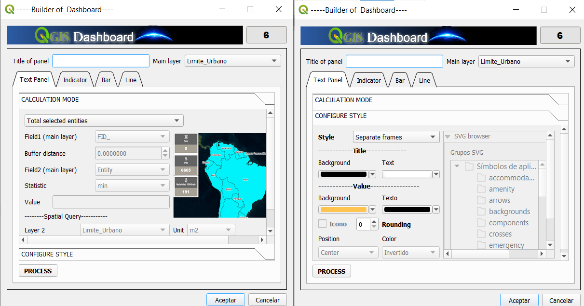 -----Builder of Dashboard----
QGIS Dashboard
6
Title of panel
Main layer
Limite_Urbano
Text Panel
Indicator
Bar
Line
CALCULATION MODE
Total selected entities
Field1 (main layer)
FID_
Buffer distance
0.0000000
Field2 (main layer)
Entity
Statistic
min
Value
--------Spatial Query-----------
Layer 2
Limite_Urbano
Unit
m2
CONFIGURE STYLE
PROCESS
Aceptar
Cancelar
-----Builder of Dashboard----
QGIS Dashboard
6
Title of panel
Main layer
Limite_Urbano
Text Panel
Indicator
Bar
Line
CALCULATION MODE
CONFIGURE STYLE
Style
Separate frames
Title
Background
Text
Value
Background
Texto
Icono
0
Rounding
Position
Color
Center
Invertido
SVG browser
Grupos SVG
Símbolos de apli...
accommoda...
amenity
arrows
backgrounds
components
crosses
emergency
PROCESS
Aceptar
Cancelar